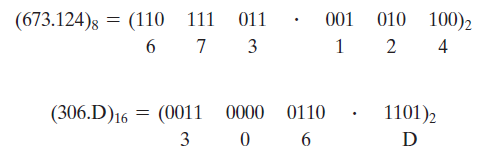 (673.124)₈ = (110 111 011 · 001 010 100)₂
6 7 3 1 2 4
(306.D)₁₆ = (0011 0000 0110 · 1101)₂
3 0 6 D